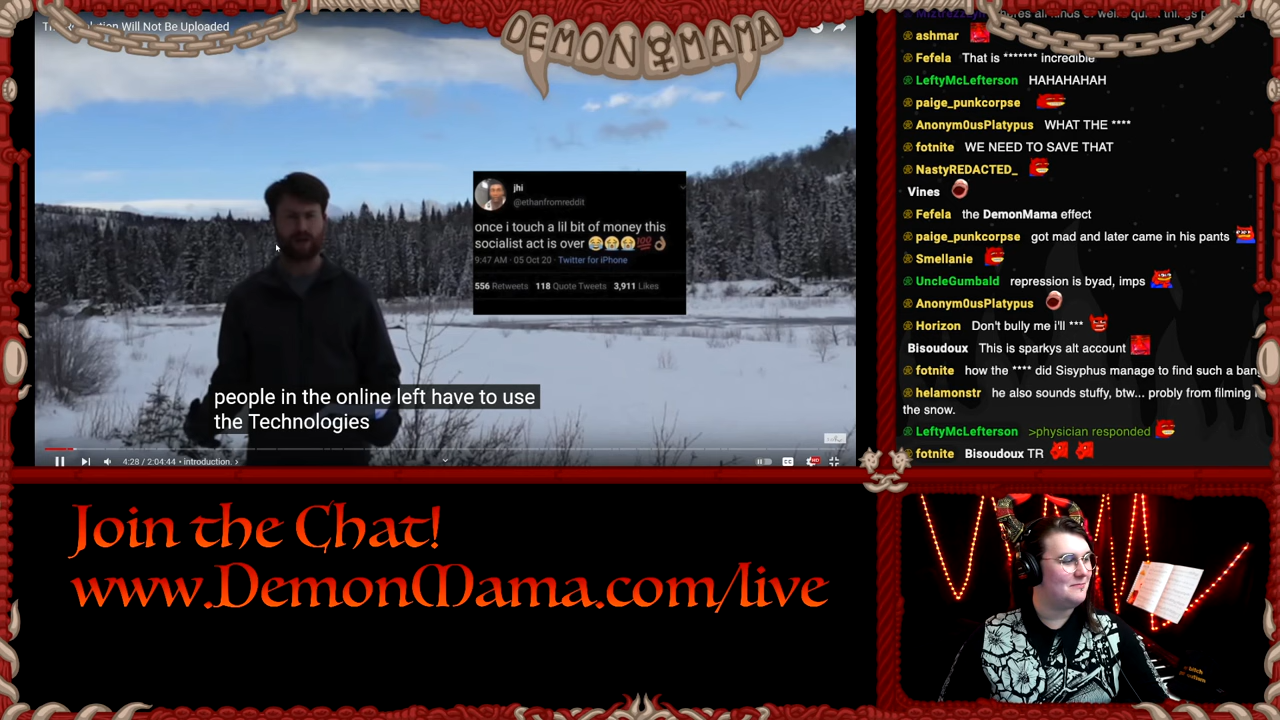 Will Not Be Uploaded
DEMON MAMA
jhi
@ethanfromreddit
once i touch a lil bit of money this
socialist act is over 😂😭😭💯👌🏽
9:47 AM · 05 Oct 20 · Twitter for iPhone
556 Retweets 118 Quote Tweets 3,911 Likes
people in the online left have to use
the Technologies
4:28 / 2:04:44 • introduction. >
CC
HD
ashmar
Fefela That is ******* incredible
LeftyMcLefterson HAHAHAHAH
paige_punkcorpse
Anonym0usPlatypus WHAT THE ****
fotnite WE NEED TO SAVE THAT
NastyREDACTED_
Vines
Fefela the DemonMama effect
paige_punkcorpse got mad and later came in his pants
Smellanie
UncleGumbald repression is byad, imps
Anonym0usPlatypus
Horizon Don't bully me i'll ***
Bisoudoux This is sparkys alt account
fotnite how the **** did Sisyphus manage to find such a
helamonstr he also sounds stuffy, btw... probly from filming
the snow.
LeftyMcLefterson >physician responded
fotnite Bisoudoux TR
Join the Chat!
www.DemonMama.com/live